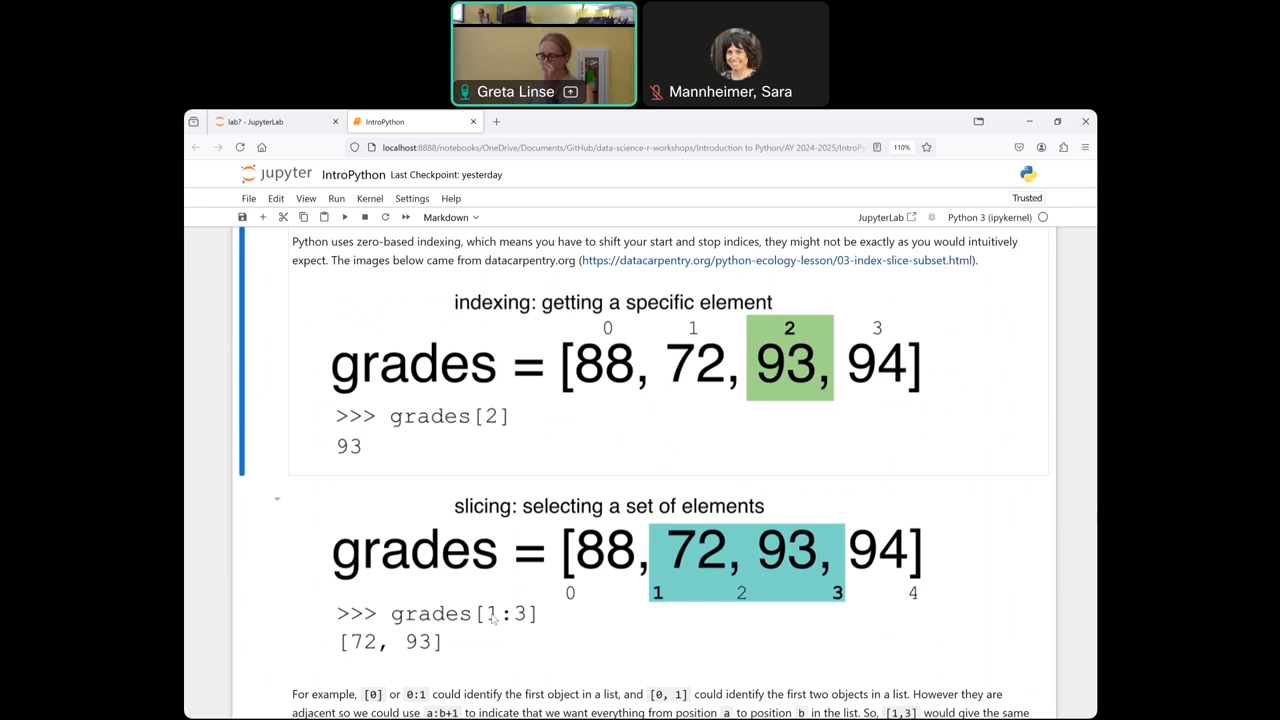 Greta Linse
Mannheimer, Sara
lab? - JupyterLab
IntroPython
localhost:8888/notebooks/OneDrive/Documents/GitHub/data-science-r-workshops/Introduction to Python/AY 2024-2025/IntroPy
110%
jupyter IntroPython Last Checkpoint: yesterday
File Edit View Run Kernel Settings Help
Trusted
Markdown
JupyterLab
Python 3 (ipykernel)
Python uses zero-based indexing, which means you have to shift your start and stop indices, they might not be exactly as you would intuitively
expect. The images below came from datacarpentry.org (https://datacarpentry.org/python-ecology-lesson/03-index-slice-subset.html).
indexing: getting a specific element
0 1 2 3
grades = [88, 72, 93, 94]
>>> grades[2]
93
slicing: selecting a set of elements
grades = [88, 72, 93, 94]
0 1 2 3 4
>>> grades[1:3]
[72, 93]
For example, [0] or 0:1 could identify the first object in a list, and [0, 1] could identify the first two objects in a list. However they are
adjacent so we could use a:b+1 to indicate that we want everything from position a to position b in the list. So, [1,3] would give the same